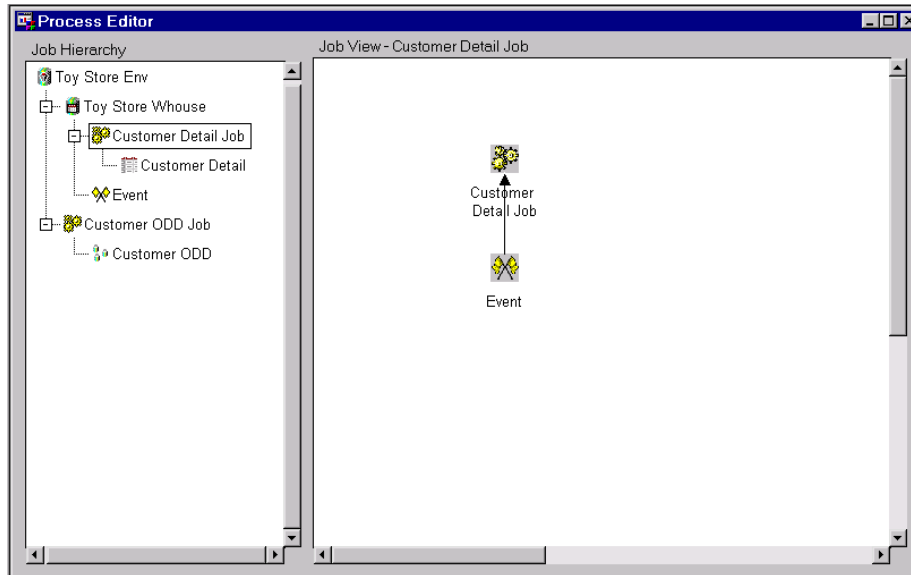 Process Editor
Job Hierarchy
Job View - Customer Detail Job
Toy Store Env
Toy Store Whouse
Customer Detail Job
Customer Detail
Event
Customer ODD Job
Customer ODD
Customer
Detail Job
Event